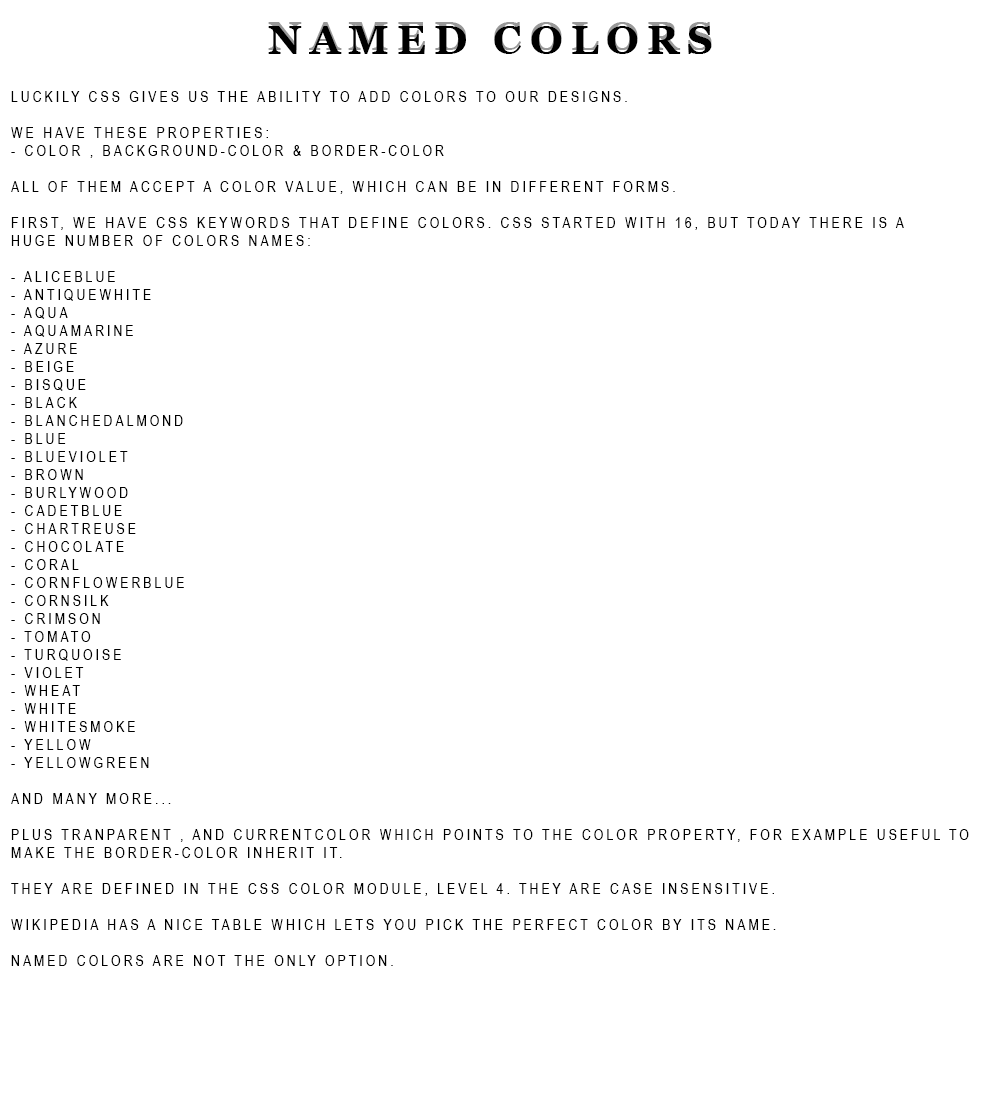 NAMED COLORS
LUCKILY CSS GIVES US THE ABILITY TO ADD COLORS TO OUR DESIGNS.
WE HAVE THESE PROPERTIES:
- COLOR , BACKGROUND-COLOR & BORDER-COLOR
ALL OF THEM ACCEPT A COLOR VALUE, WHICH CAN BE IN DIFFERENT FORMS.
FIRST, WE HAVE CSS KEYWORDS THAT DEFINE COLORS. CSS STARTED WITH 16, BUT TODAY THERE IS A
HUGE NUMBER OF COLORS NAMES:
- ALICEBLUE
- ANTIQUEWHITE
- AQUA
- AQUAMARINE
- AZURE
- BEIGE
- BISQUE
- BLACK
- BLANCHEDALMOND
- BLUE
- BLUEVIOLET
- BROWN
- BURLYWOOD
- CADETBLUE
- CHARTREUSE
- CHOCOLATE
- CORAL
- CORNFLOWERBLUE
- CORNSILK
- CRIMSON
- TOMATO
- TURQUOISE
- VIOLET
- WHEAT
- WHITE
- WHITESMOKE
- YELLOW
- YELLOWGREEN
AND MANY MORE...
PLUS TRANPARENT , AND CURRENTCOLOR WHICH POINTS TO THE COLOR PROPERTY, FOR EXAMPLE USEFUL TO
MAKE THE BORDER-COLOR INHERIT IT.
THEY ARE DEFINED IN THE CSS COLOR MODULE, LEVEL 4. THEY ARE CASE INSENSITIVE.
WIKIPEDIA HAS A NICE TABLE WHICH LETS YOU PICK THE PERFECT COLOR BY ITS NAME.
NAMED COLORS ARE NOT THE ONLY OPTION.